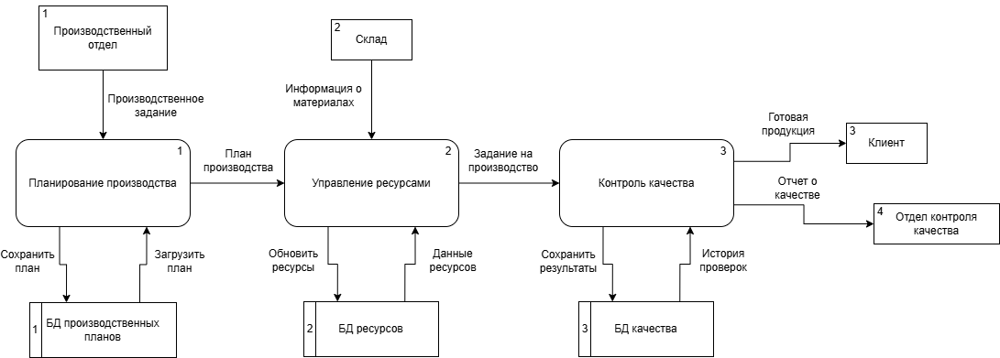 1
Производственный
отдел
2
Склад
Производственное
задание
Информация о
материалах
Готовая
продукция
3
Клиент
1
Планирование производства
План
производства
2
Управление ресурсами
Задание на
производство
3
Контроль качества
Отчет о
качестве
4
Отдел контроля
качества
Сохранить
план
Загрузить
план
Обновить
ресурсы
Данные
ресурсов
Сохранить
результаты
История
проверок
1
БД производственных
планов
2
БД ресурсов
3
БД качества